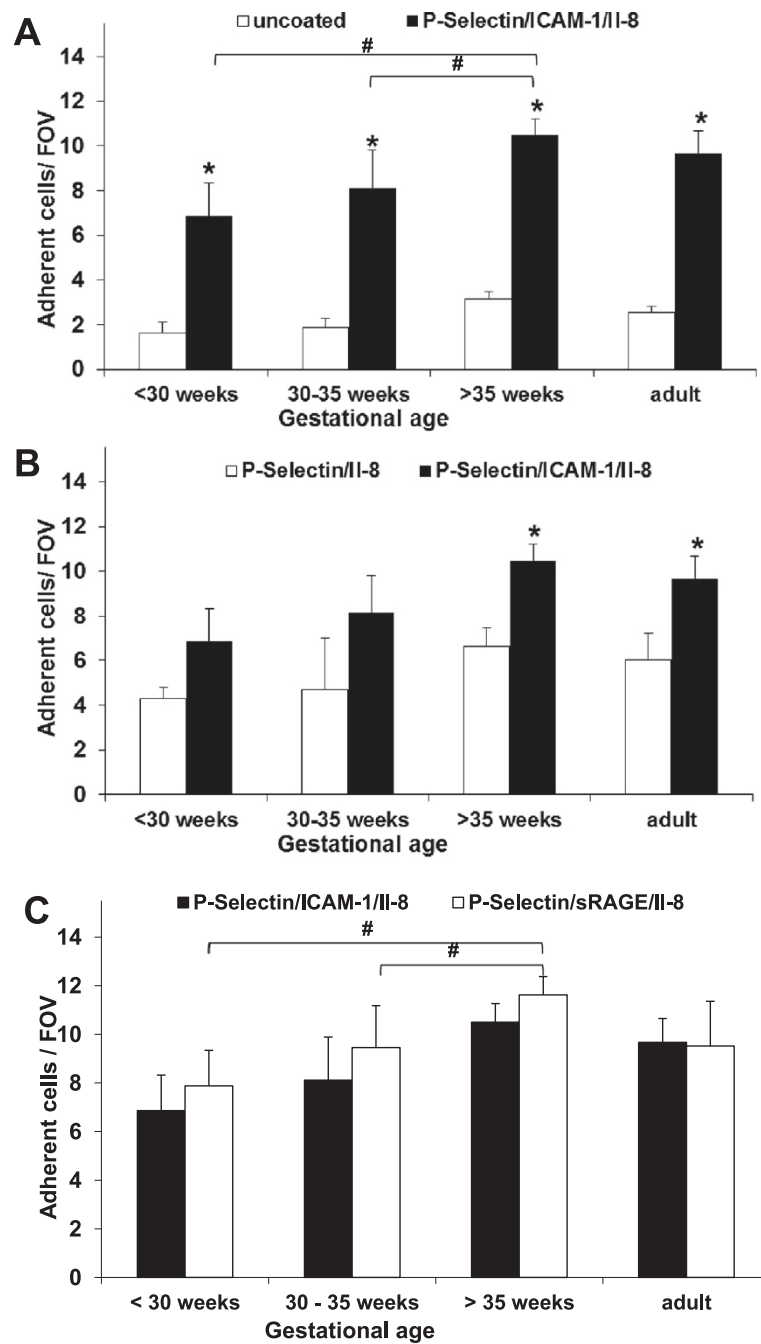 A
uncoated P-Selectin/ICAM-1/Il-8
# 
#
* * * *
Adherent cells/ FOV
14
12
10
8
6
4
2
0
<30 weeks 30-35 weeks >35 weeks adult
Gestational age
B
P-Selectin/Il-8 P-Selectin/ICAM-1/Il-8
* *
Adherent cells/ FOV
14
12
10
8
6
4
2
0
<30 weeks 30-35 weeks >35 weeks adult
Gestational age
C
P-Selectin/ICAM-1/Il-8 P-Selectin/sRAGE/Il-8
#
#
Adherent cells / FOV
14
12
10
8
6
4
2
0
< 30 weeks 30 - 35 weeks > 35 weeks adult
Gestational age